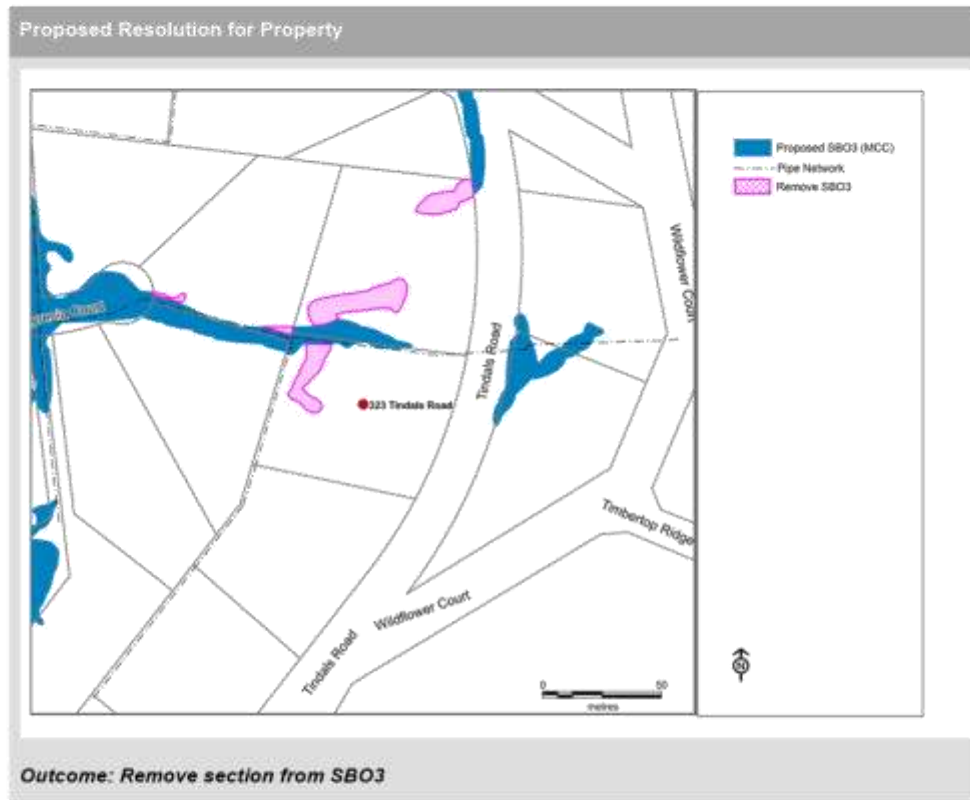 Proposed Resolution for Property
Proposed SBO3 (MCC)
Pipe Network
Remove SBO3
Wildflower Court
Court
Tindals Road
323 Tindals Road
Timbertop Ridge
Wildflower Court
Tindals Road
0 50
metres
N
Outcome: Remove section from SBO3